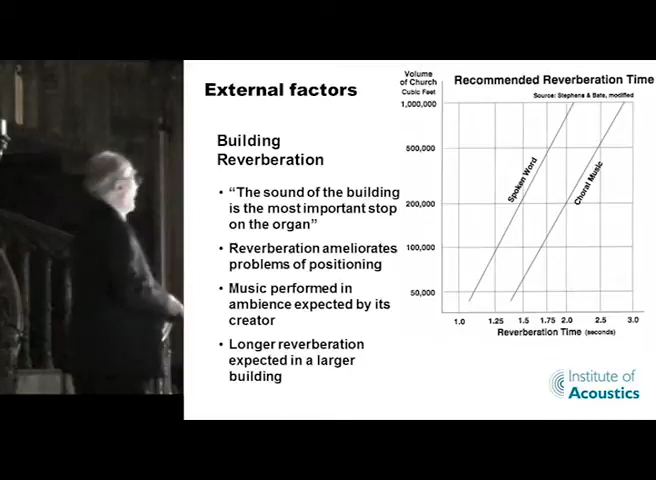 External factors
Building
Reverberation
• “The sound of the building
is the most important stop
on the organ”
• Reverberation ameliorates
problems of positioning
• Music performed in
ambience expected by its
creator
• Longer reverberation
expected in a larger
building
Volume
of Church
Cubic Feet
Recommended Reverberation Time
Source: Stephens & Bate, modified
1,000,000
500,000
200,000
100,000
50,000
Spoken Word
Choral Music
1.0 1.25 1.5 1.75 2.0 2.5 3.0
Reverberation Time (seconds)
Institute of
Acoustics